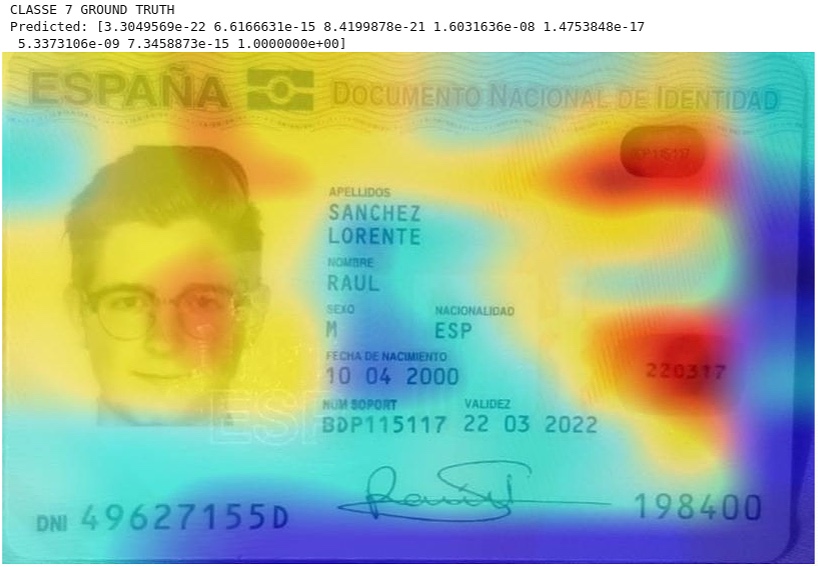 CLASSE 7 GROUND TRUTH
Predicted: [3.3049569e-22 6.6166631e-15 8.4199878e-21 1.6031636e-08 1.4753848e-17
5.3373106e-09 7.3458873e-15 1.0000000e+00]
ESPAÑA DOCUMENTO NACIONAL DE IDENTIDAD
APELLIDOS
SANCHEZ
LORENTE
NOMBRE
RAUL
SEXO NACIONALIDAD
M ESP
FECHA DE NACIMIENTO
10 04 2000
220317
NUM SOPORT VALIDEZ
BDP115117 22 03 2022
ESP
DNI 49627155D
198400